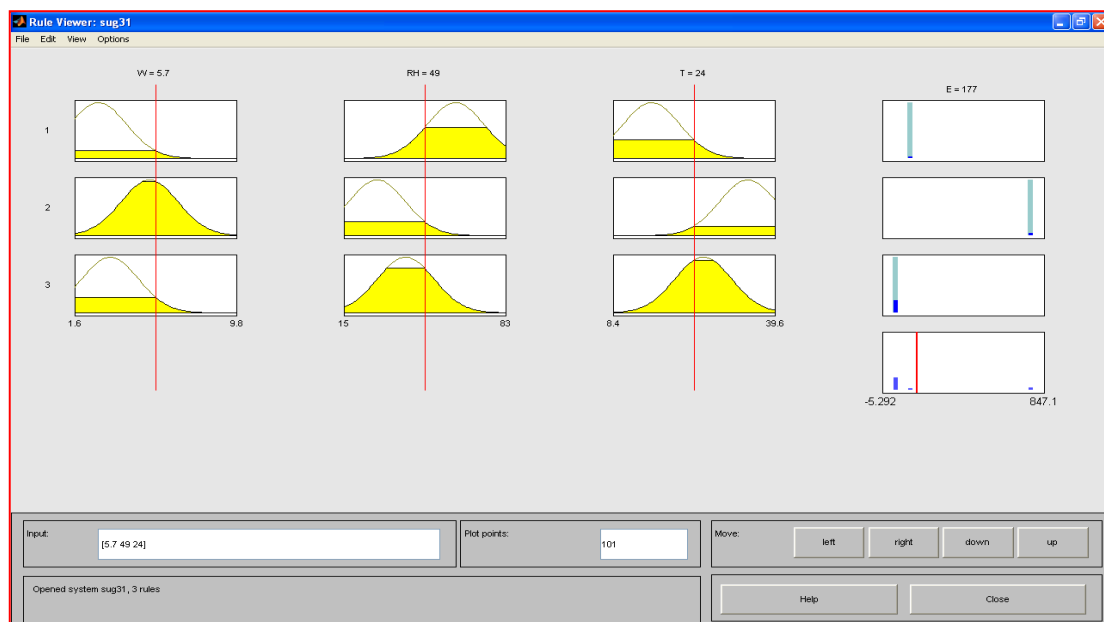 Rule Viewer: sug31
File Edit View Options
W = 5.7 RH = 49 T = 24 E = 177
1
2
3
1.6 9.8 15 83 8.4 39.6
-5.292 847.1
Input: [5.7 49 24] Plot points: 101 Move: left right down up
Opened system sug31, 3 rules
Help Close